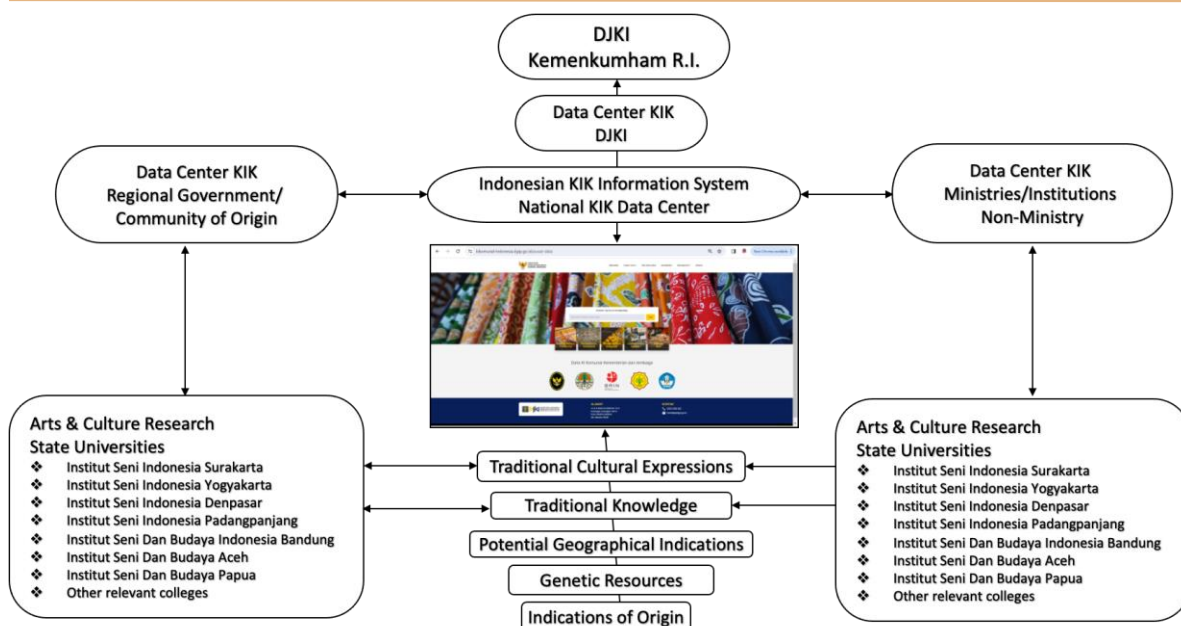 DJKI
Kemenkumham R.I.
Data Center KIK
DJKI
Data Center KIK
Regional Government/
Community of Origin
Indonesian KIK Information System
National KIK Data Center
Data Center KIK
Ministries/Institutions
Non-Ministry
Arts & Culture Research
State Universities
❖ Institut Seni Indonesia Surakarta
❖ Institut Seni Indonesia Yogyakarta
❖ Institut Seni Indonesia Denpasar
❖ Institut Seni Indonesia Padangpanjang
❖ Institut Seni Dan Budaya Indonesia Bandung
❖ Institut Seni Dan Budaya Aceh
❖ Institut Seni Dan Budaya Papua
❖ Other relevant colleges
Traditional Cultural Expressions
Traditional Knowledge
Potential Geographical Indications
Genetic Resources
Indications of Origin
Arts & Culture Research
State Universities
❖ Institut Seni Indonesia Surakarta
❖ Institut Seni Indonesia Yogyakarta
❖ Institut Seni Indonesia Denpasar
❖ Institut Seni Indonesia Padangpanjang
❖ Institut Seni Dan Budaya Indonesia Bandung
❖ Institut Seni Dan Budaya Aceh
❖ Institut Seni Dan Budaya Papua
❖ Other relevant colleges